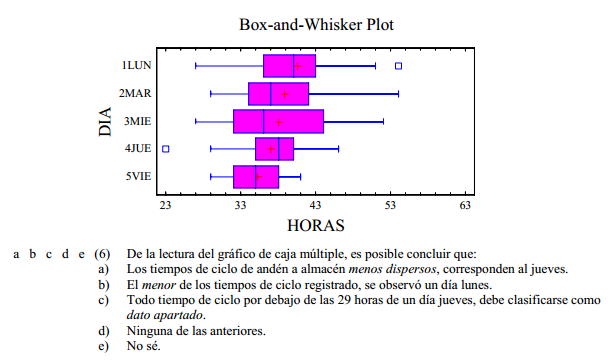 Box-and-Whisker Plot
1LUN
2MAR
3MIE
4JUE
5VIE
DIA
23 33 43 53 63
HORAS
a b c d e (6) De la lectura del gráfico de caja múltiple, es posible concluir que:
a) Los tiempos de ciclo de andén a almacén menos dispersos, corresponden al jueves.
b) El menor de los tiempos de ciclo registrado, se observó un día lunes.
c) Todo tiempo de ciclo por debajo de las 29 horas de un día jueves, debe clasificarse como
dato apartado.
d) Ninguna de las anteriores.
e) No sé.